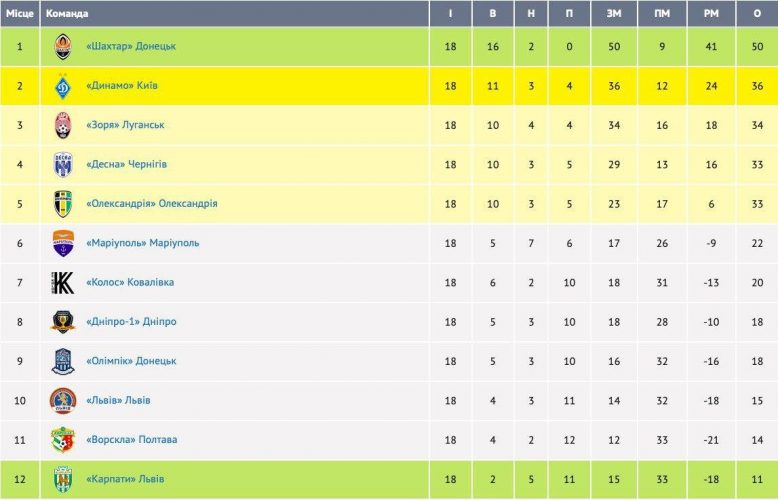 Місце Команда І В Н П ЗМ ПМ РМ О
1 «Шахтар» Донецьк 18 16 2 0 50 9 41 50
2 «Динамо» Київ 18 11 3 4 36 12 24 36
3 «Зоря» Луганськ 18 10 4 4 34 16 18 34
4 «Десна» Чернігів 18 10 3 5 29 13 16 33
5 «Олександрія» Олександрія 18 10 3 5 23 17 6 33
6 «Маріуполь» Маріуполь 18 5 7 6 17 26 -9 22
7 «Колос» Ковалівка 18 6 2 10 18 31 -13 20
8 «Дніпро-1» Дніпро 18 5 3 10 18 28 -10 18
9 «Олімпік» Донецьк 18 5 3 10 16 32 -16 18
10 «Львів» Львів 18 4 3 11 14 32 -18 15
11 «Ворскла» Полтава 18 4 2 12 12 33 -21 14
12 «Карпати» Львів 18 2 5 11 15 33 -18 11